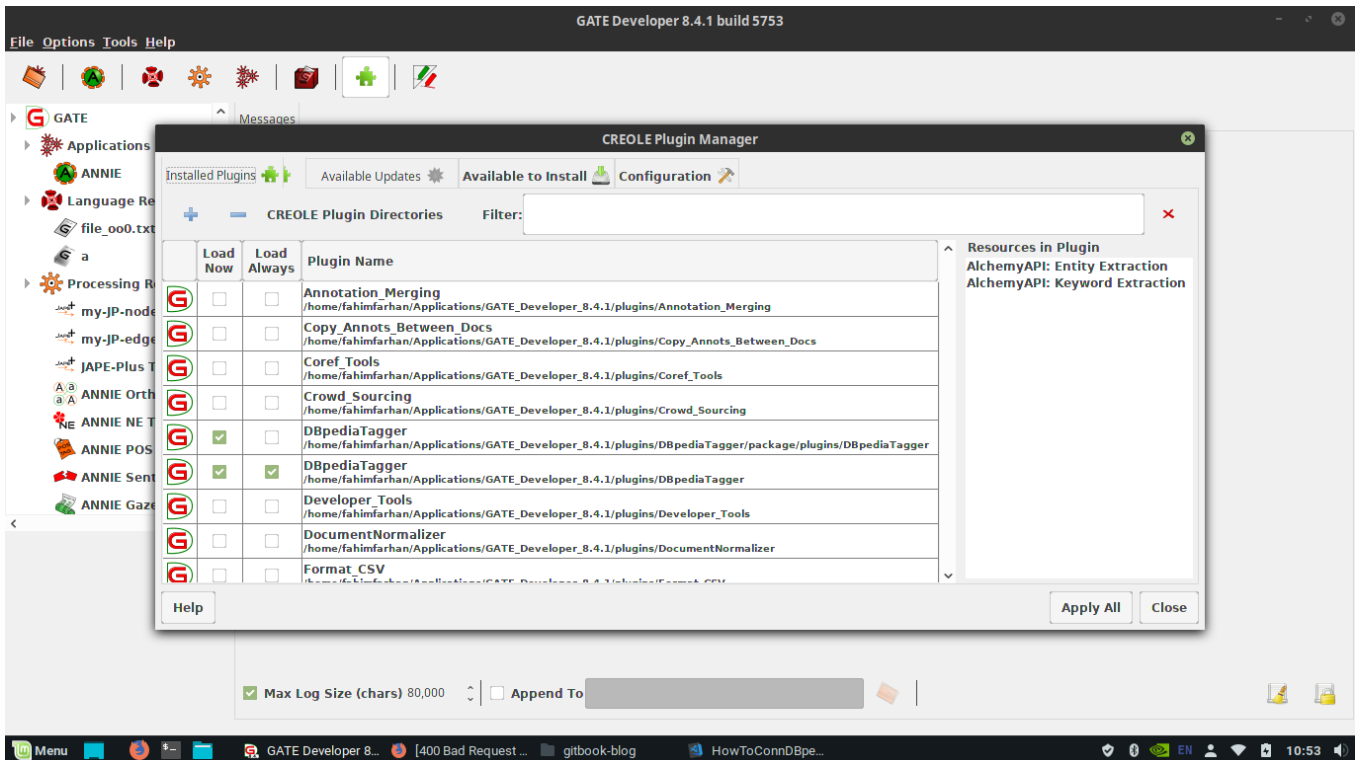 GATE Developer 8.4.1 build 5753
File Options Tools Help
GATE
Messages
Applications
ANNIE
Language Re
file_oo0.txt
a
Processing R
my-JP-node
my-JP-edge
JAPE-Plus T
ANNIE Orth
ANNIE NE T
ANNIE POS
ANNIE Sent
ANNIE Gaze
CREOLE Plugin Manager
Installed Plugins
Available Updates
Available to Install
Configuration
CREOLE Plugin Directories
Filter:
Load Now
Load Always
Plugin Name
Annotation_Merging
/home/fahimfarhan/Applications/GATE_Developer_8.4.1/plugins/Annotation_Merging
Copy_Annots_Between_Docs
/home/fahimfarhan/Applications/GATE_Developer_8.4.1/plugins/Copy_Annots_Between_Docs
Coref_Tools
/home/fahimfarhan/Applications/GATE_Developer_8.4.1/plugins/Coref_Tools
Crowd_Sourcing
/home/fahimfarhan/Applications/GATE_Developer_8.4.1/plugins/Crowd_Sourcing
DBpediaTagger
/home/fahimfarhan/Applications/GATE_Developer_8.4.1/plugins/DBpediaTagger/package/plugins/DBpediaTagger
DBpediaTagger
/home/fahimfarhan/Applications/GATE_Developer_8.4.1/plugins/DBpediaTagger
Developer_Tools
/home/fahimfarhan/Applications/GATE_Developer_8.4.1/plugins/Developer_Tools
DocumentNormalizer
/home/fahimfarhan/Applications/GATE_Developer_8.4.1/plugins/DocumentNormalizer
Format_CSV
Resources in Plugin
AlchemyAPI: Entity Extraction
AlchemyAPI: Keyword Extraction
Help
Apply All
Close
Max Log Size (chars) 80,000
Append To
Menu
GATE Developer 8...
[400 Bad Request ...
gitbook-blog
HowToConnDBpe...
EN
10:53